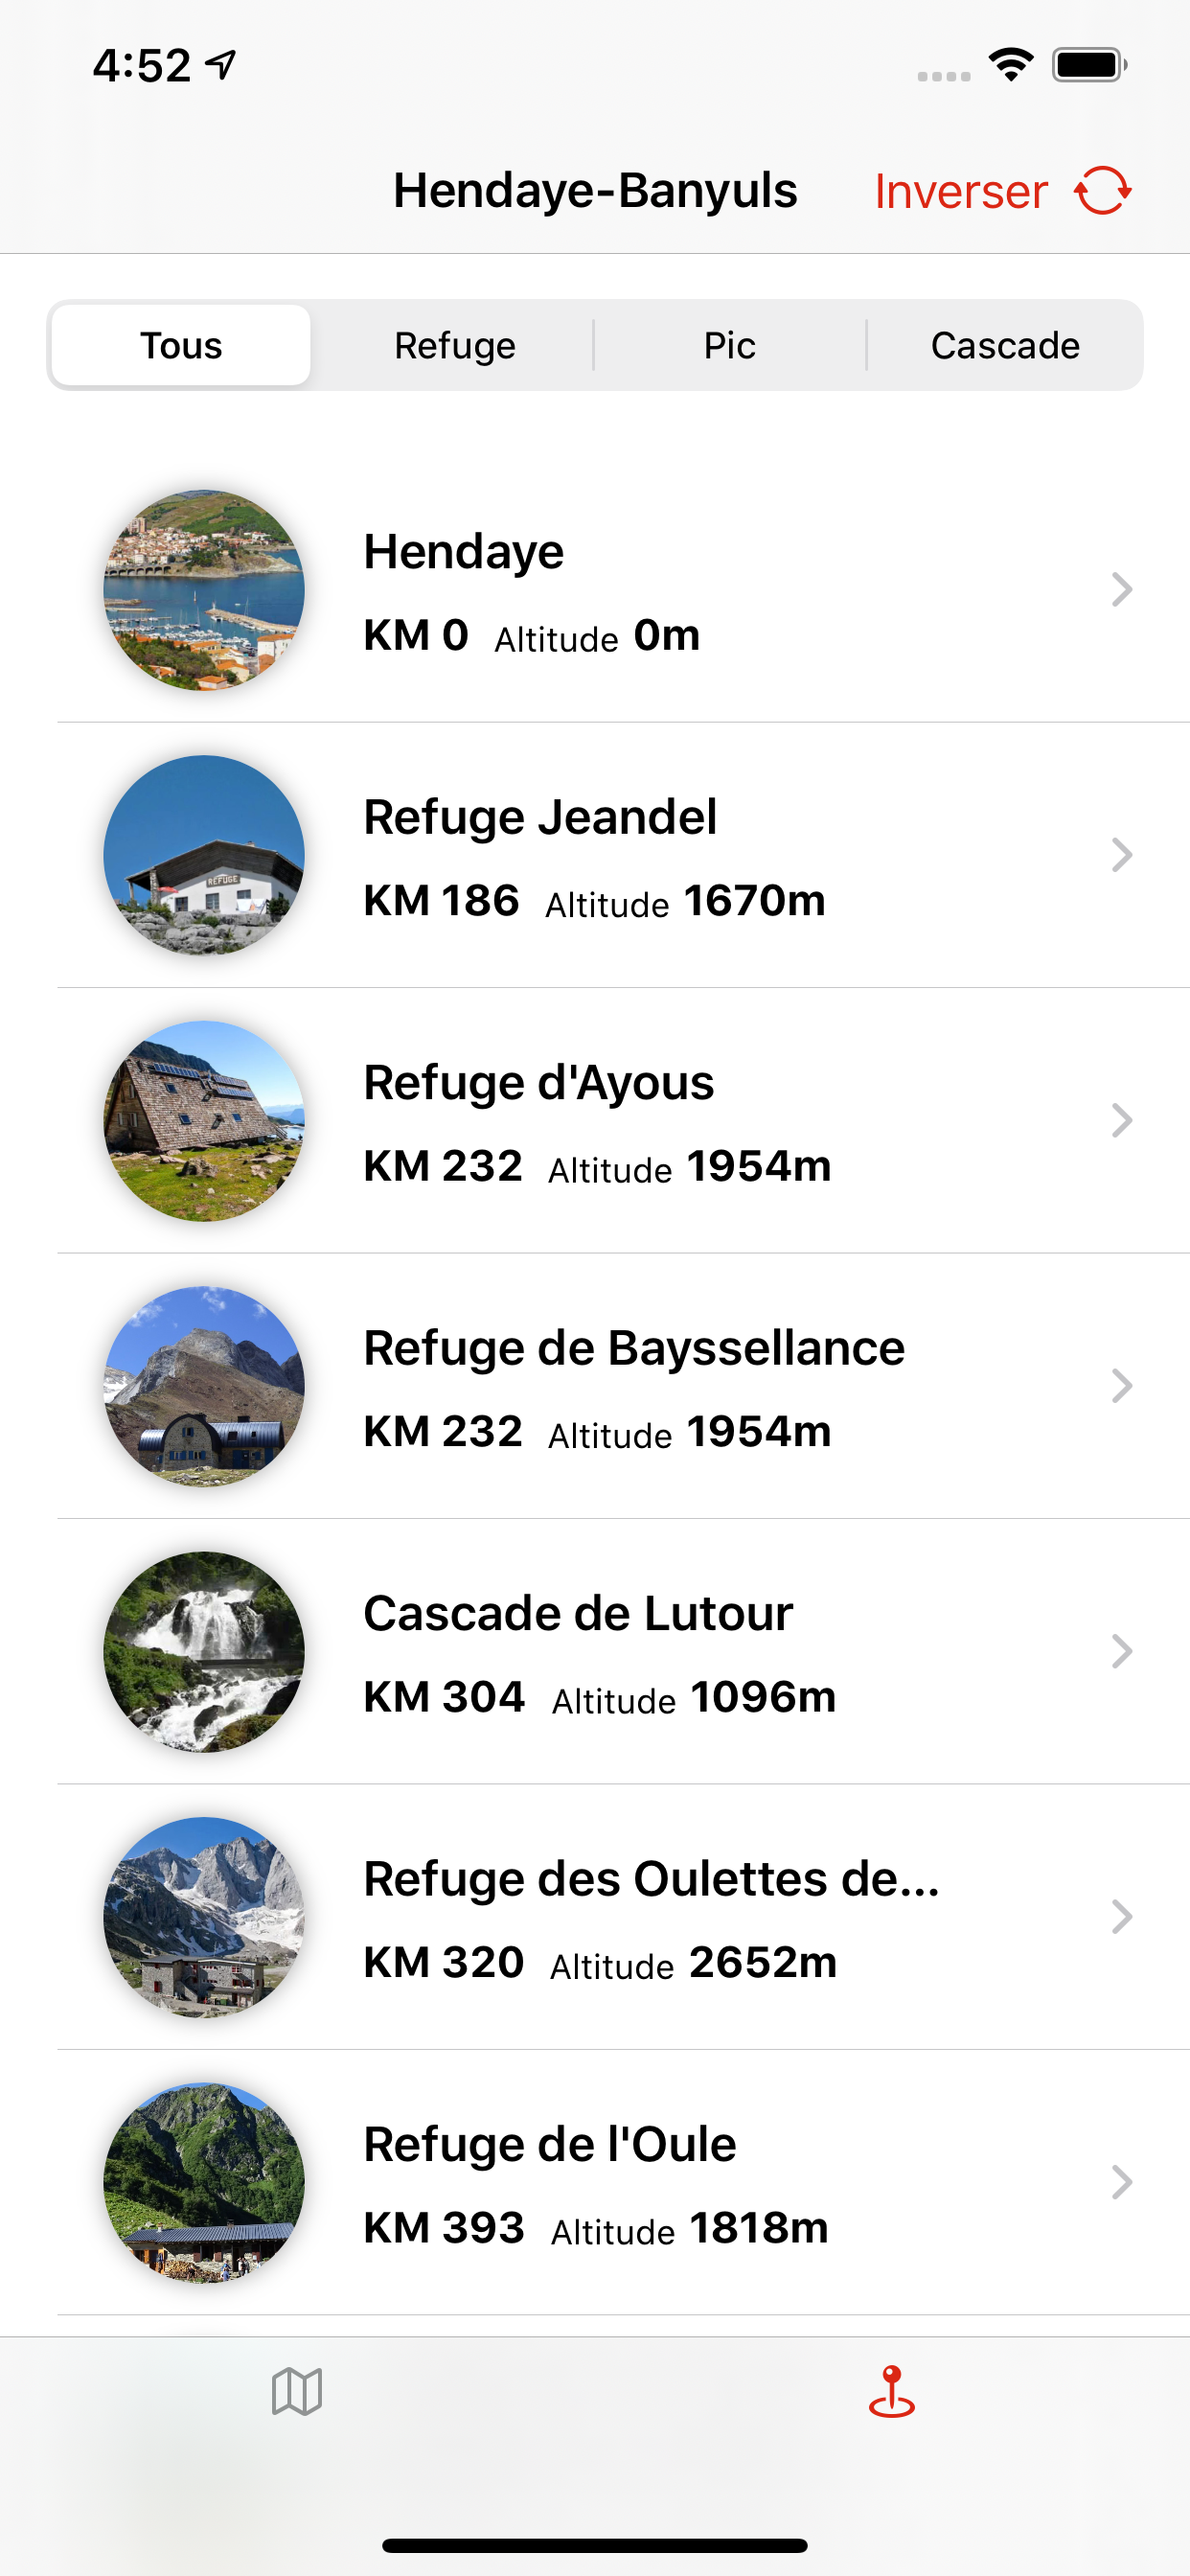 4:52
Hendaye-Banyuls
Inverser
Tous Refuge Pic Cascade
Hendaye
KM 0 Altitude 0m
Refuge Jeandel
REFUGE
KM 186 Altitude 1670m
Refuge d'Ayous
KM 232 Altitude 1954m
Refuge de Bayssellance
KM 232 Altitude 1954m
Cascade de Lutour
KM 304 Altitude 1096m
Refuge des Oulettes de...
KM 320 Altitude 2652m
Refuge de l'Oule
KM 393 Altitude 1818m